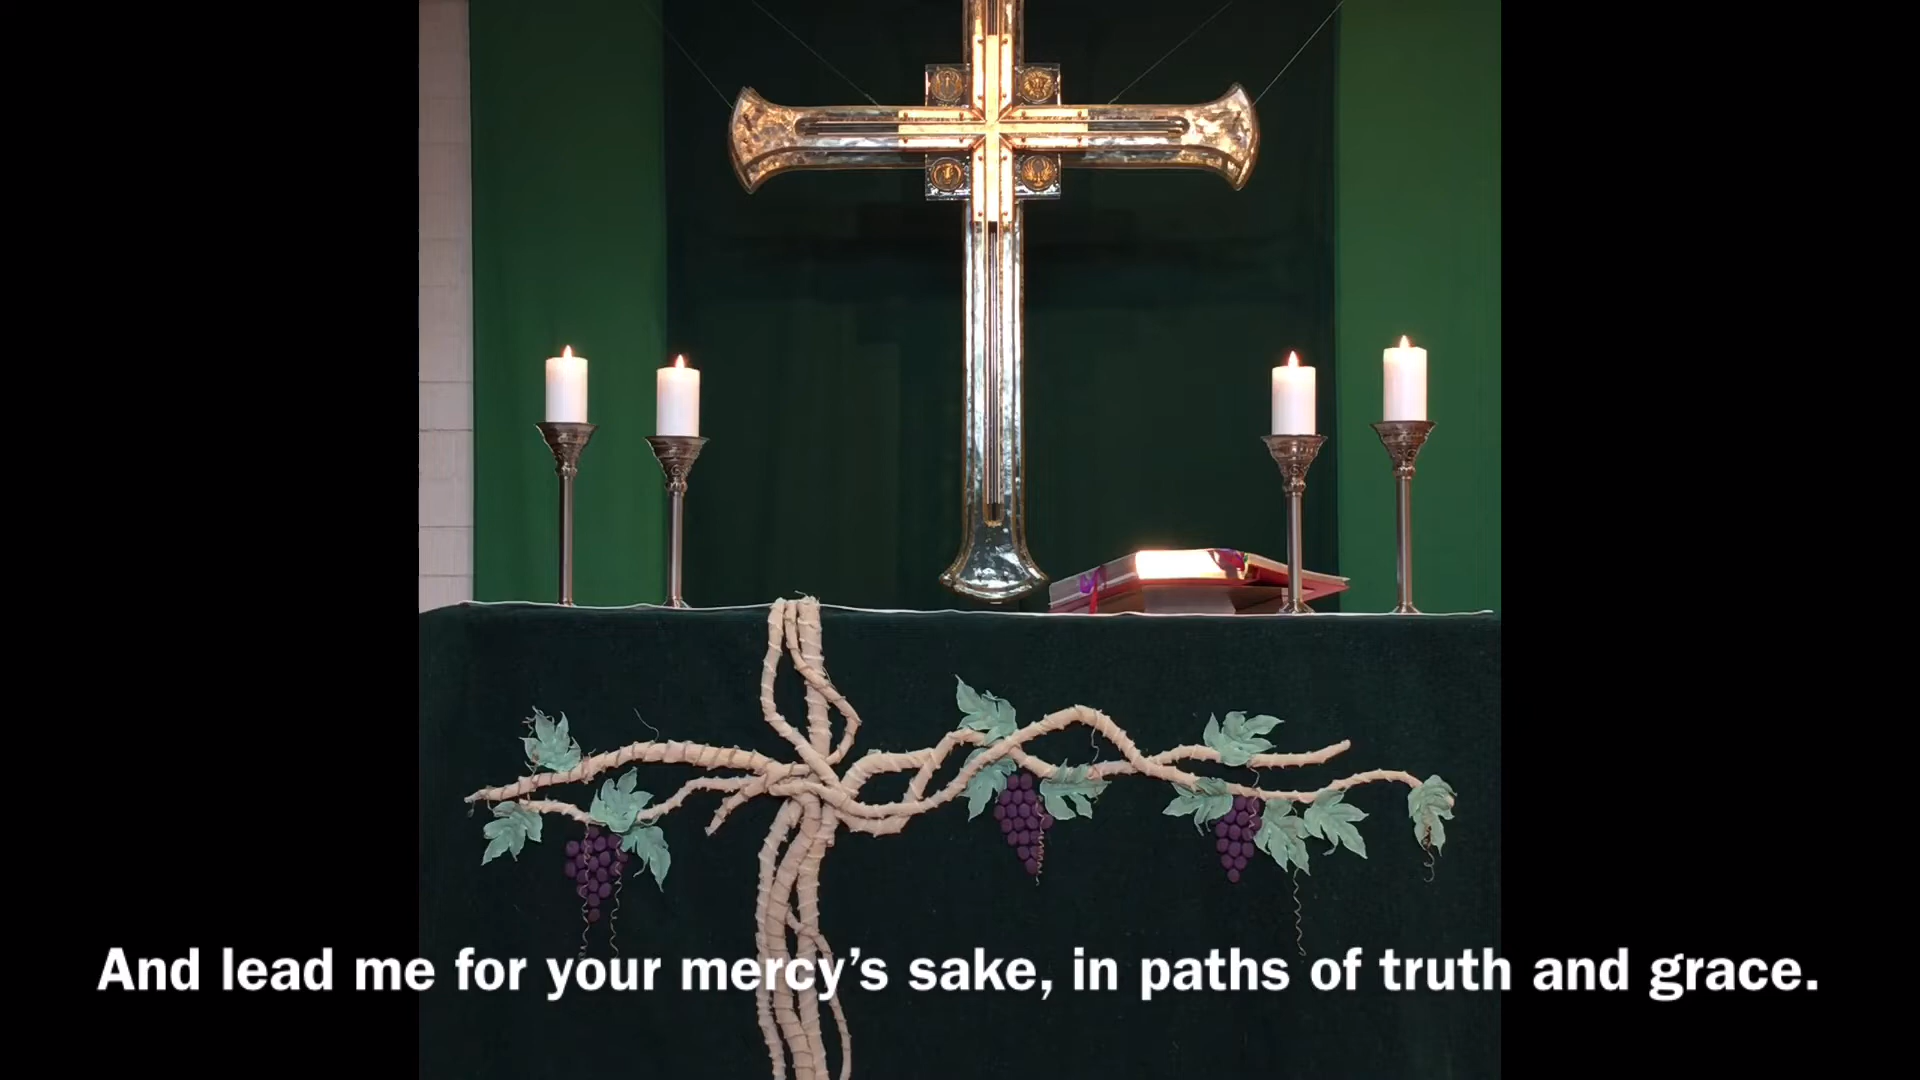 And lead me for your mercy’s sake, in paths of truth and grace.